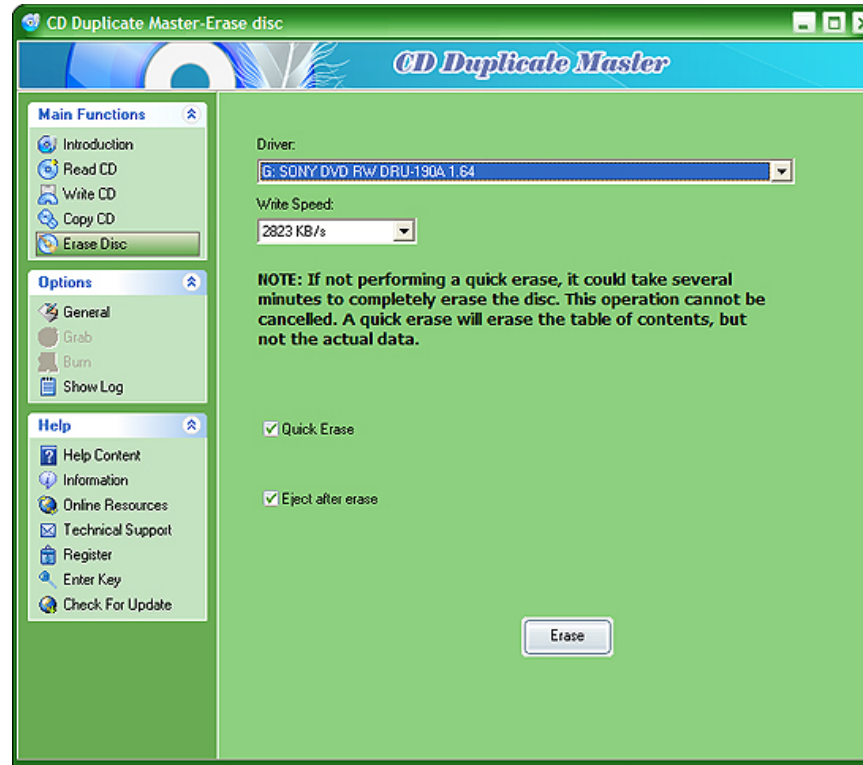 CD Duplicate Master-Erase disc
CD Duplicate Master
Main Functions
Introduction
Read CD
Write CD
Copy CD
Erase Disc
Options
General
Grab
Burn
Show Log
Help
Help Content
Information
Online Resources
Technical Support
Register
Enter Key
Check For Update
Driver:
G: SONY DVD RW DRU-190A 1.64
Write Speed:
2823 KB/s
NOTE: If not performing a quick erase, it could take several
minutes to completely erase the disc. This operation cannot be
cancelled. A quick erase will erase the table of contents, but
not the actual data.
Quick Erase
Eject after erase
Erase